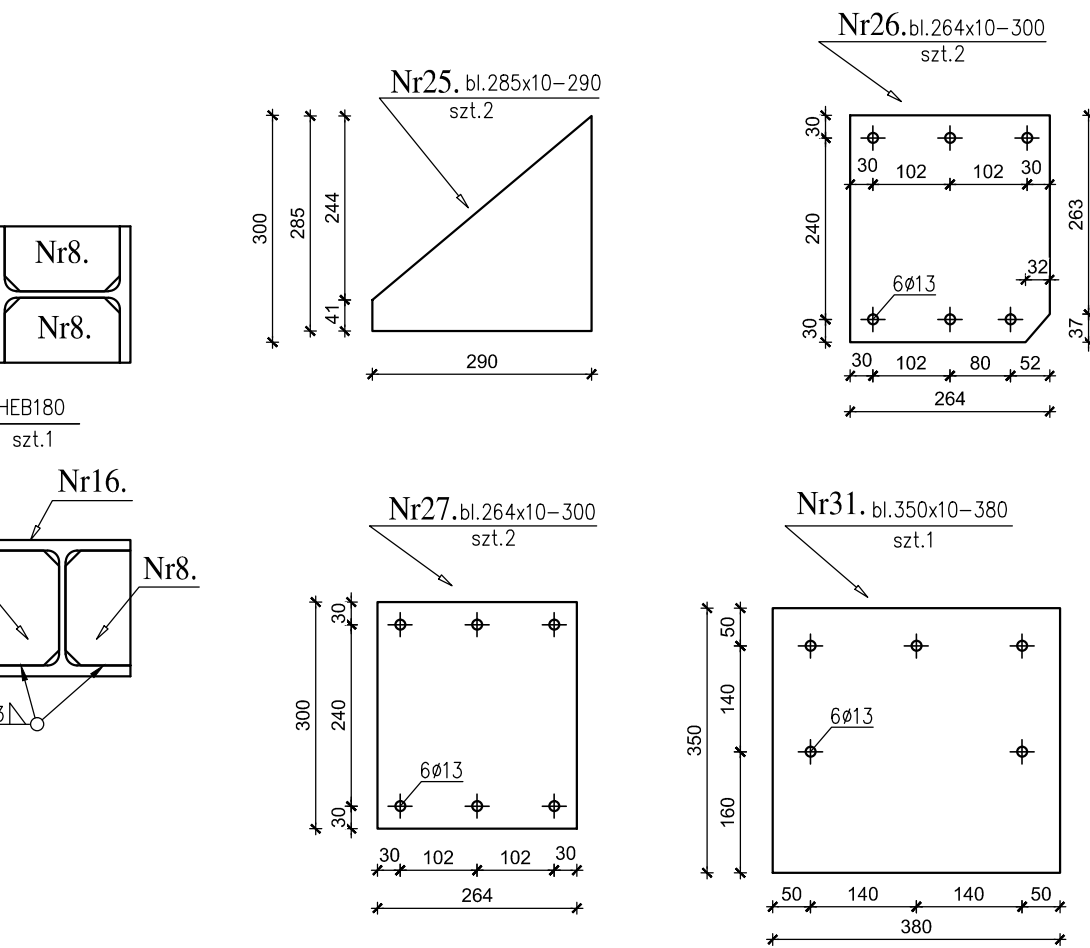 Nr8.
Nr8.
HEB180
szt.1
Nr16.
Nr8.
Nr25. bl.285x10-290
szt.2
300
285
244
41
290
Nr26. bl.264x10-300
szt.2
30
240
30
30 102 102 30
263
37
32
6ø13
30 102 80 52
264
Nr27. bl.264x10-300
szt.2
300
30
240
30
6ø13
30 102 102 30
264
Nr31. bl.350x10-380
szt.1
350
50
140
160
6ø13
50 140 140 50
380